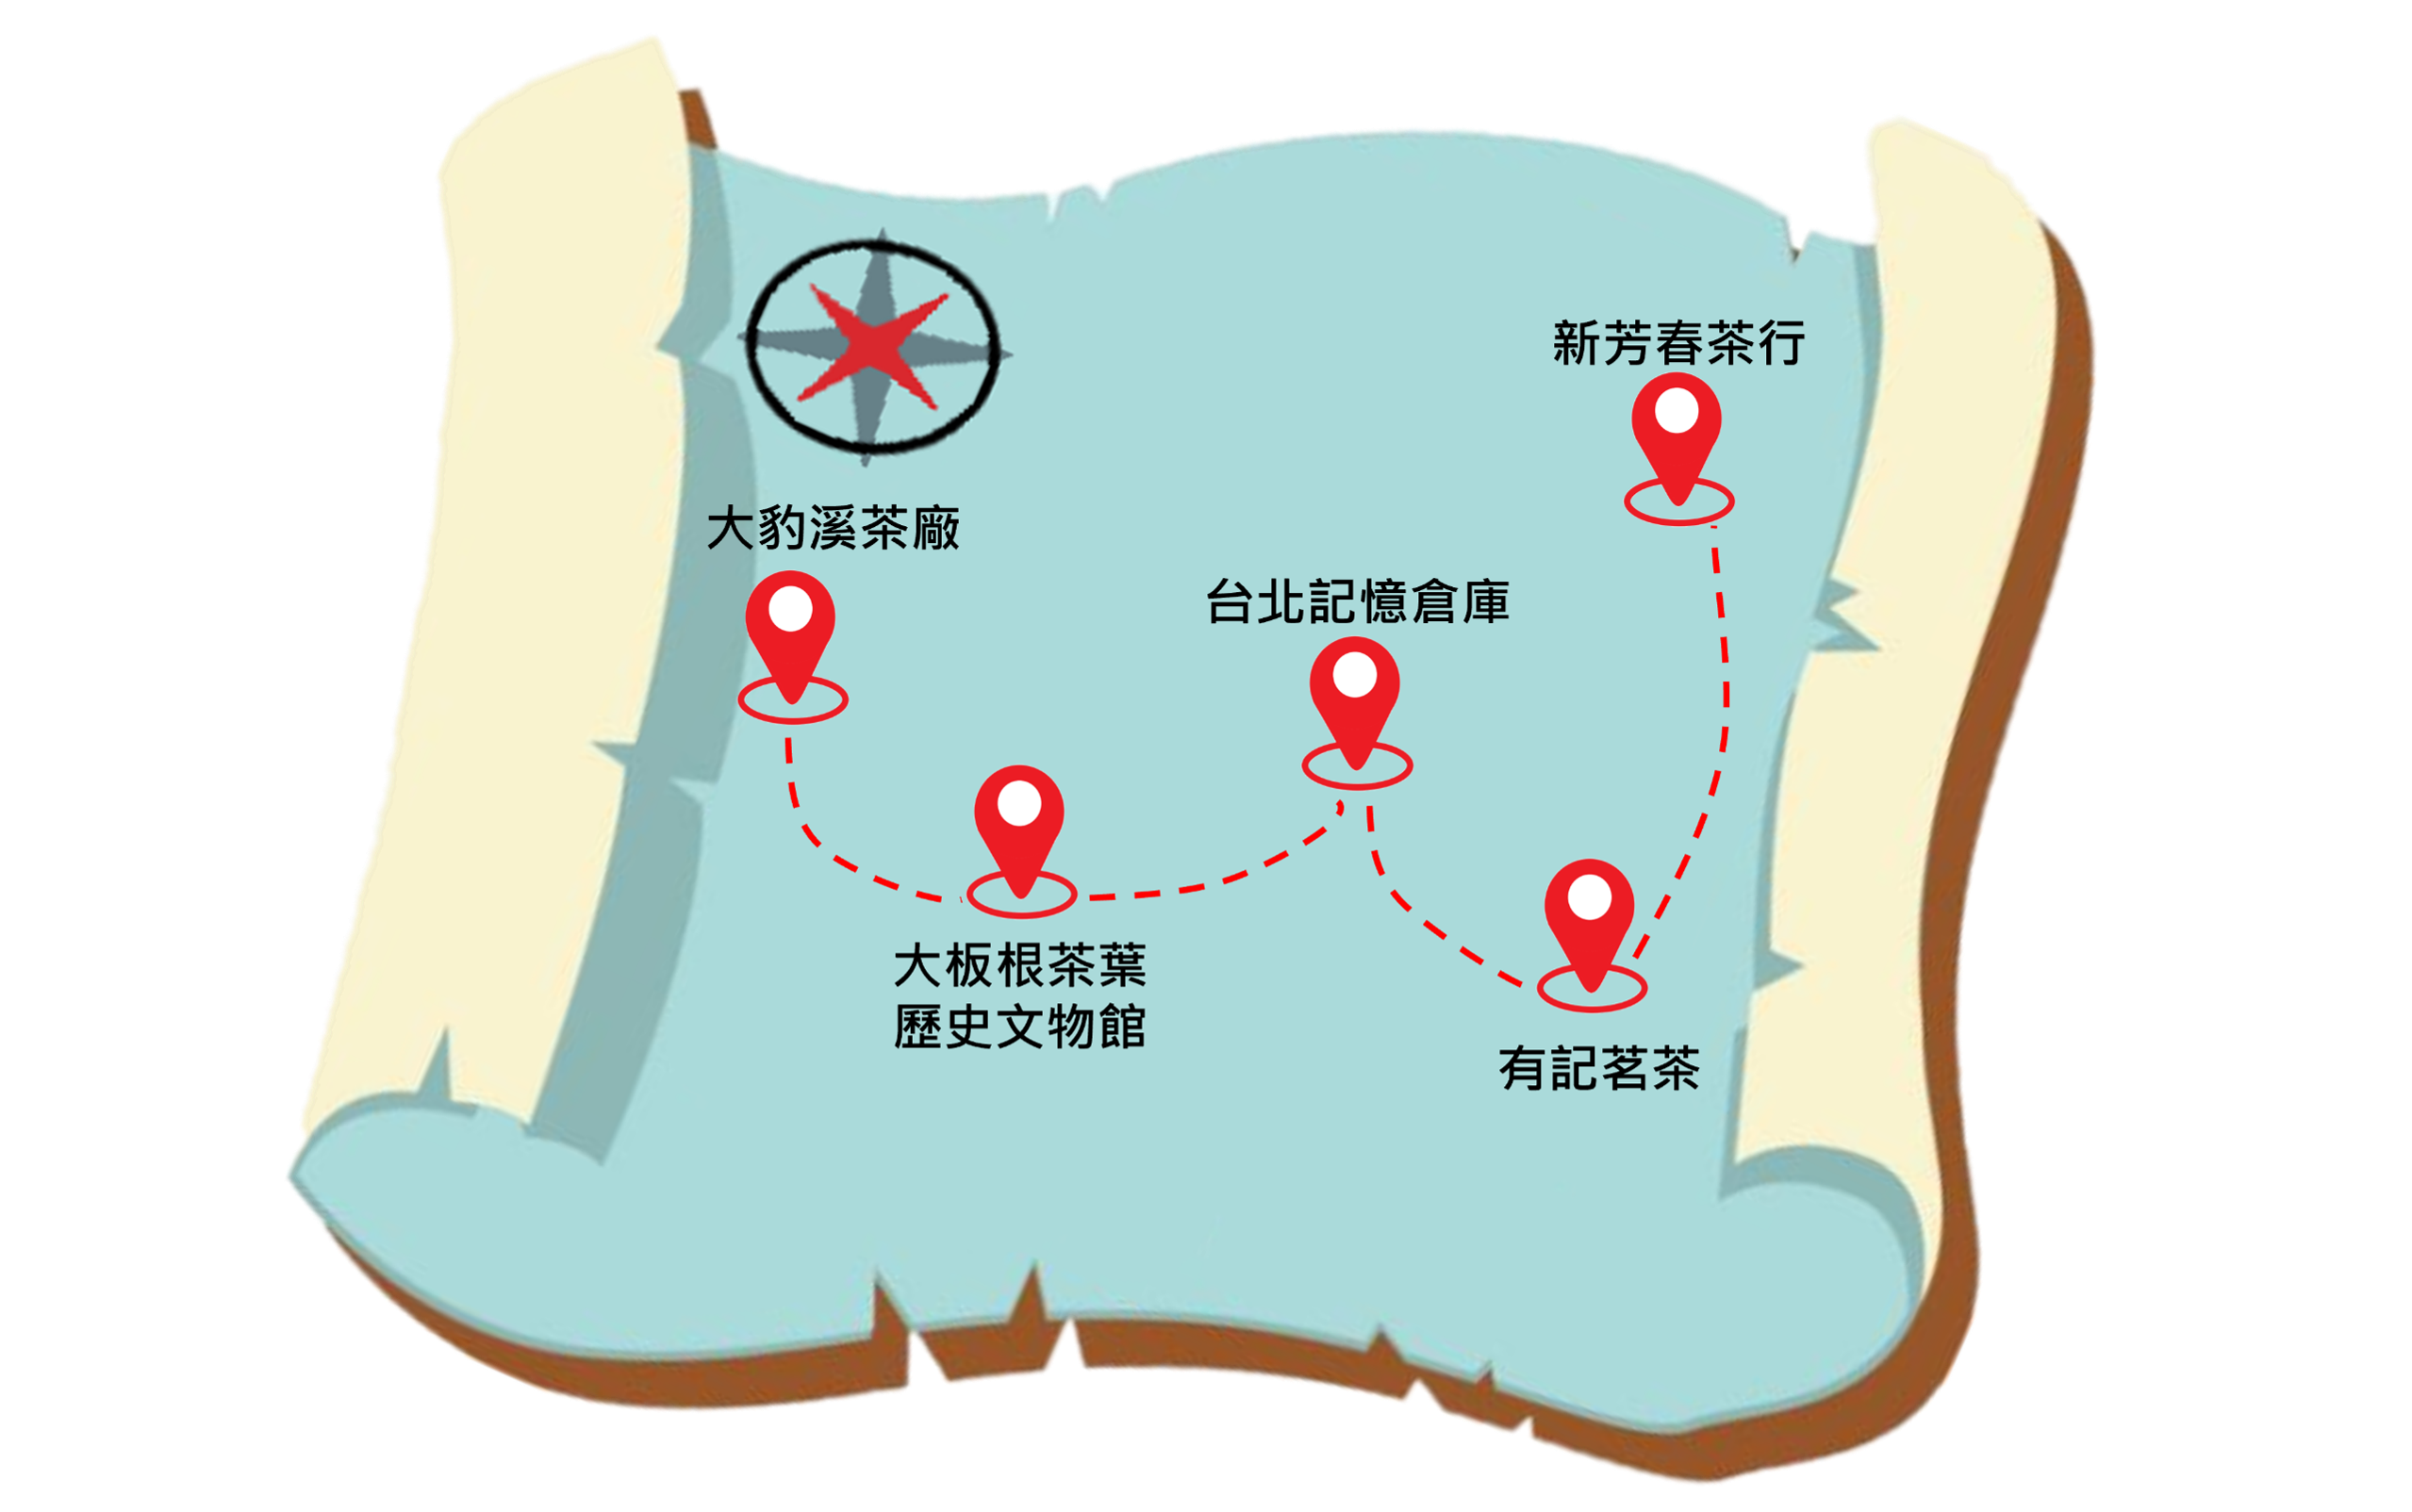 新芳春茶行
大豹溪茶廠
台北記憶倉庫
大板根茶葉
歷史文物館
有記茗茶